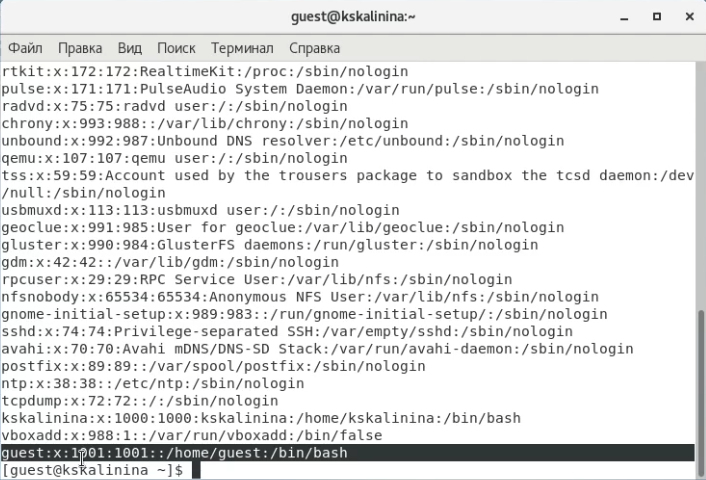 guest@kskalinina:~
Файл Правка Вид Поиск Терминал Справка
rtkit:x:172:172:RealtimeKit:/proc:/sbin/nologin
pulse:x:171:171:PulseAudio System Daemon:/var/run/pulse:/sbin/nologin
radvd:x:75:75:radvd user:/:/sbin/nologin
chrony:x:993:988::/var/lib/chrony:/sbin/nologin
unbound:x:992:987:Unbound DNS resolver:/etc/unbound:/sbin/nologin
qemu:x:107:107:qemu user:/:/sbin/nologin
tss:x:59:59:Account used by the trousers package to sandbox the tcsd daemon:/dev
/null:/sbin/nologin
usbmuxd:x:113:113:usbmuxd user:/:/sbin/nologin
geoclue:x:991:985:User for geoclue:/var/lib/geoclue:/sbin/nologin
gluster:x:990:984:GlusterFS daemons:/run/gluster:/sbin/nologin
gdm:x:42:42::/var/lib/gdm:/sbin/nologin
rpcuser:x:29:29:RPC Service User:/var/lib/nfs:/sbin/nologin
nfsnobody:x:65534:65534:Anonymous NFS User:/var/lib/nfs:/sbin/nologin
gnome-initial-setup:x:989:983::/run/gnome-initial-setup/:/sbin/nologin
sshd:x:74:74:Privilege-separated SSH:/var/empty/sshd:/sbin/nologin
avahi:x:70:70:Avahi mDNS/DNS-SD Stack:/var/run/avahi-daemon:/sbin/nologin
postfix:x:89:89::/var/spool/postfix:/sbin/nologin
ntp:x:38:38::/etc/ntp:/sbin/nologin
tcpdump:x:72:72::/:/sbin/nologin
kskalinina:x:1000:1000:kskalinina:/home/kskalinina:/bin/bash
vboxadd:x:988:1::/var/run/vboxadd:/bin/false
guest:x:1001:1001::/home/guest:/bin/bash
[guest@kskalinina ~]$